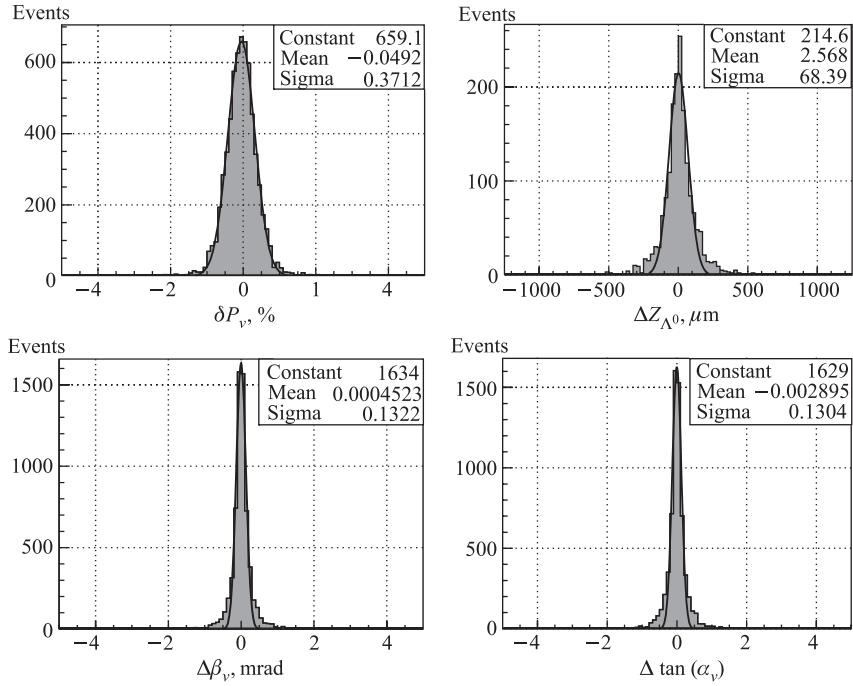 Events
600
400
200
0
Constant 659.1
Mean −0.0492
Sigma 0.3712
−4 −2 0 1 4
δPᵥ, %
Events
200
100
0
Constant 214.6
Mean 2.568
Sigma 68.39
−1000 −500 0 500 1000
ΔZ_Λ⁰, μm
Events
1500
1000
500
0
Constant 1634
Mean 0.0004523
Sigma 0.1322
−4 −2 0 2 4
Δβᵥ, mrad
Events
1500
1000
500
0
Constant 1629
Mean −0.002895
Sigma 0.1304
−4 −2 0 2 4
Δ tan (αᵥ)